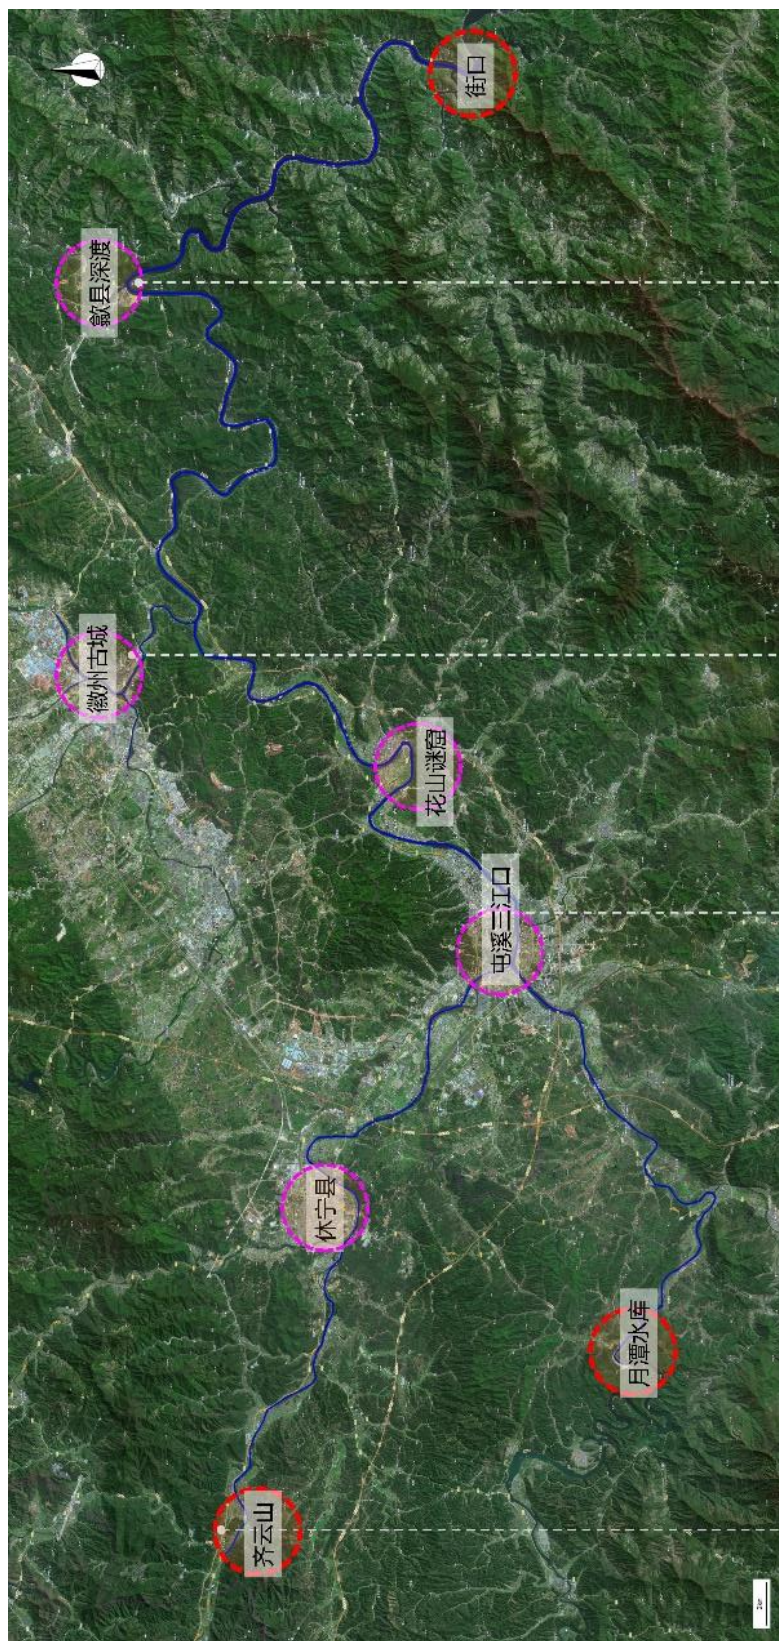 街口
歙县深渡
徽州古城
花山谜窟
屯溪三江口
休宁县
月潭水库
齐云山